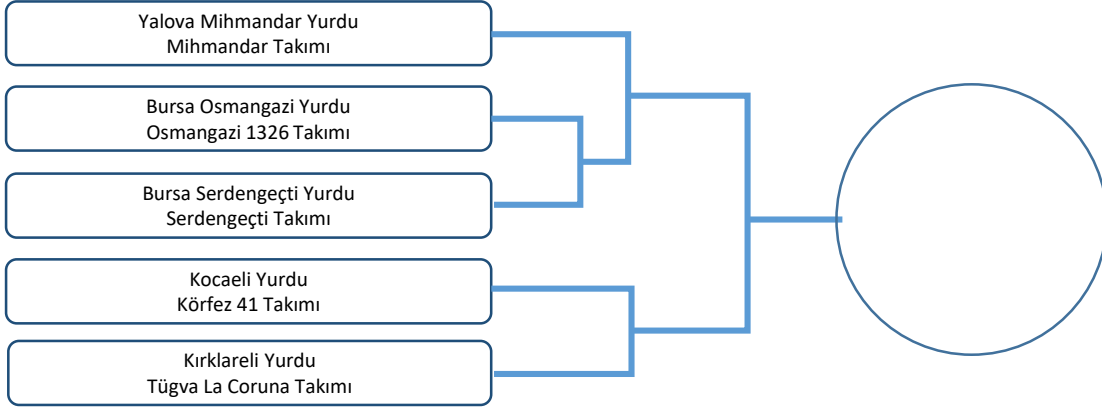 Yalova Mihmandar Yurdu
Mihmandar Takımı
Bursa Osmangazi Yurdu
Osmangazi 1326 Takımı
Bursa Serdengeçti Yurdu
Serdengeçti Takımı
Kocaeli Yurdu
Körfez 41 Takımı
Kırklareli Yurdu
Tügva La Coruna Takımı